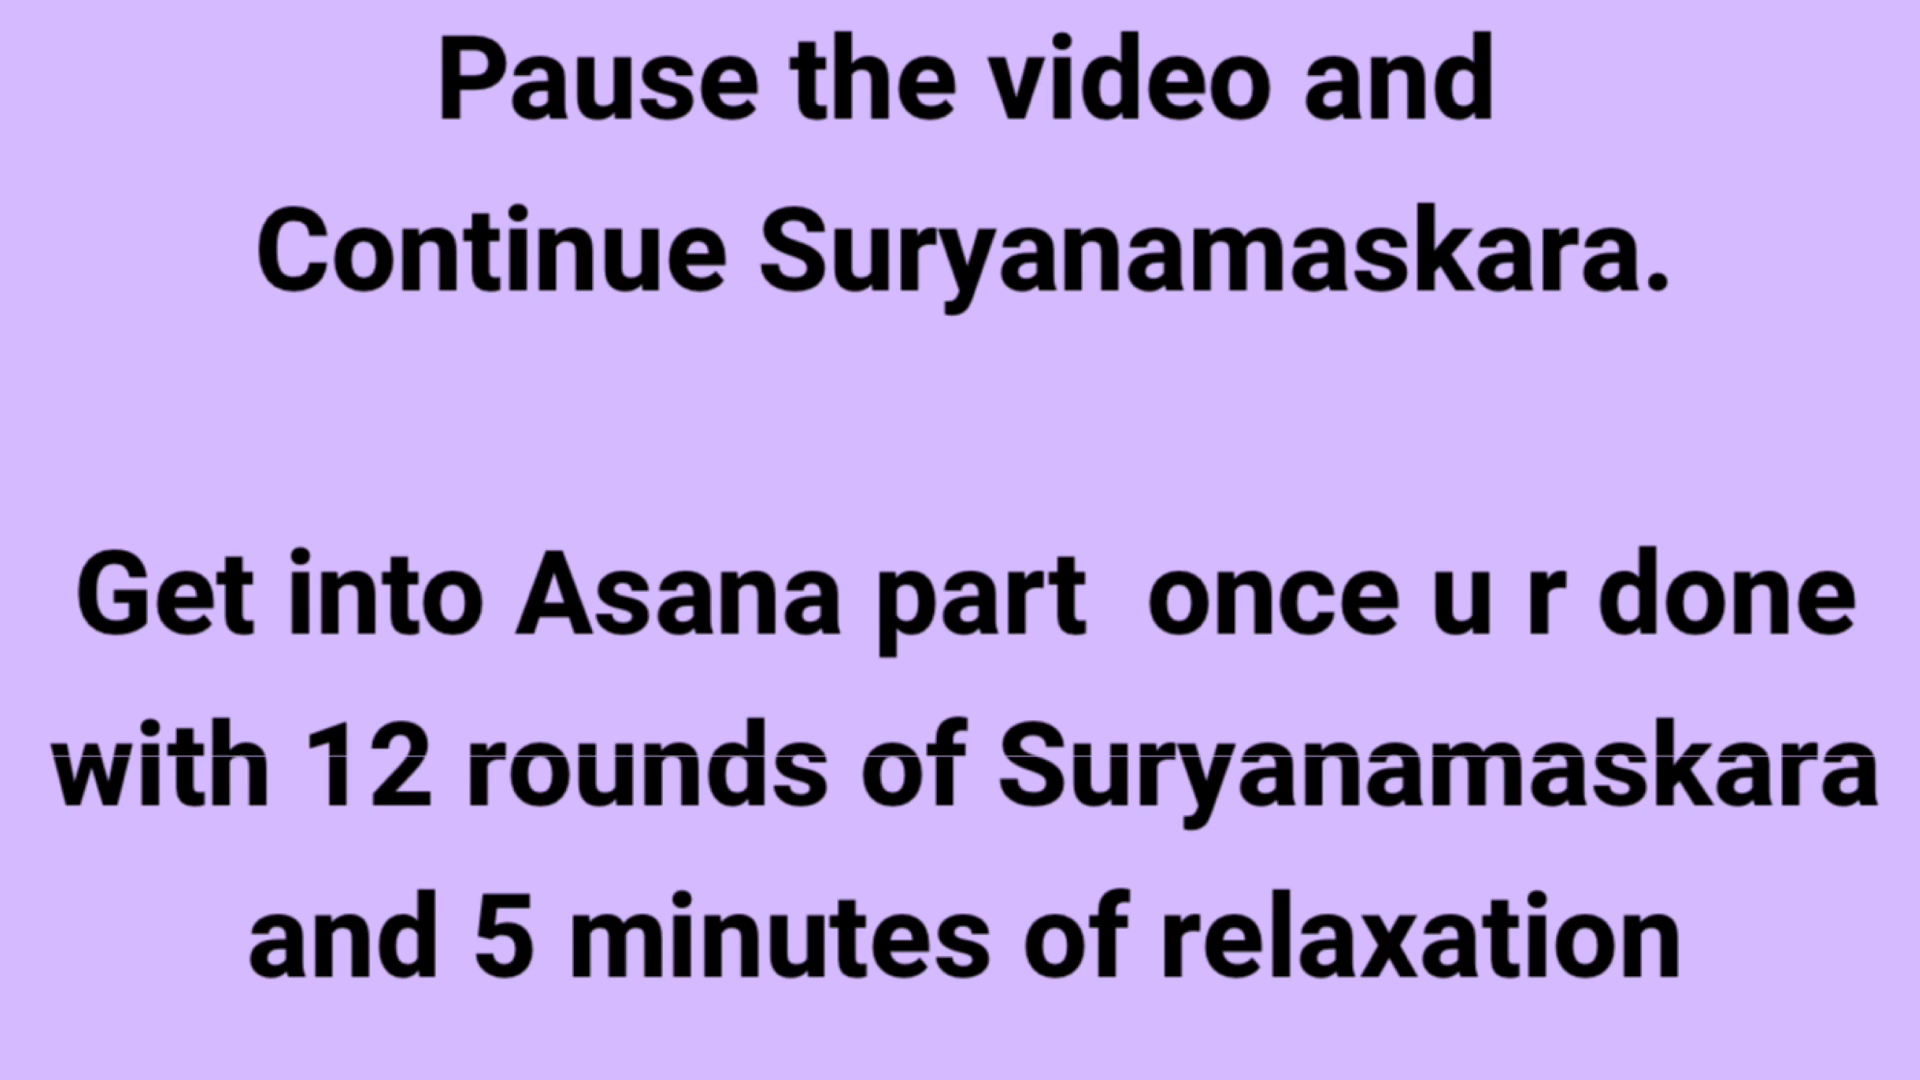 Pause the video and
Continue Suryanamaskara.
Get into Asana part  once u r done
with 12 rounds of Suryanamaskara
and 5 minutes of relaxation